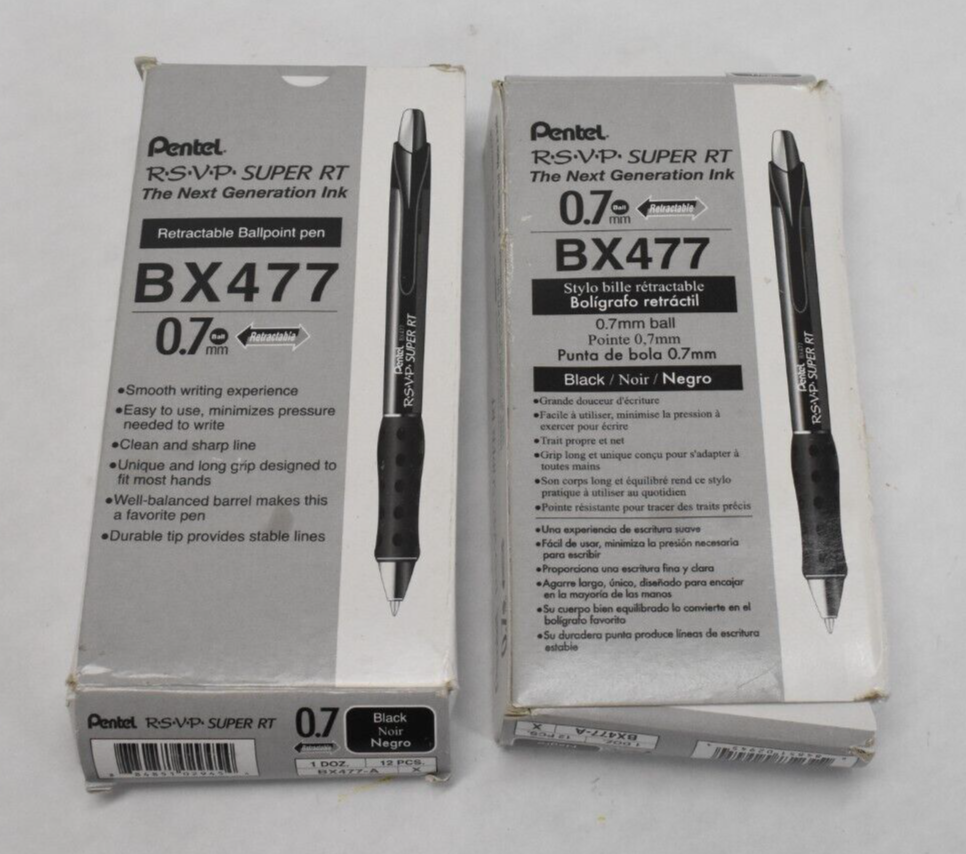 Pentel
R·S·V·P· SUPER RT
The Next Generation Ink
Retractable Ballpoint pen
BX477
0.7 Ball mm Retractable
•Smooth writing experience
•Easy to use, minimizes pressure
needed to write
•Clean and sharp line
•Unique and long grip designed to
fit most hands
•Well-balanced barrel makes this
a favorite pen
•Durable tip provides stable lines
Pentel BX477
R·S·V·P· SUPER RT
Pentel R·S·V·P· SUPER RT 0.7 Retractable
Black
Noir
Negro
1 DOZ. 12 PCS.
BX477-A X
Pentel
R·S·V·P· SUPER RT
The Next Generation Ink
0.7 Ball mm Retractable
BX477
Stylo bille rétractable
Bolígrafo retráctil
0.7mm ball
Pointe 0,7mm
Punta de bola 0.7mm
Black / Noir / Negro
•Grande douceur d'écriture
•Facile à utiliser, minimise la pression à
exercer pour écrire
•Trait propre et net
•Grip long et unique conçu pour s'adapter à
toutes mains
•Son corps long et équilibré rend ce stylo
pratique à utiliser au quotidien
•Pointe résistante pour tracer des traits précis
•Una experiencia de escritura suave
•Fácil de usar, minimiza la presión necesaria
para escribir
•Proporciona una escritura fina y clara
•Agarre largo, único, diseñado para encajar
en la mayoría de las manos
•Su cuerpo bien equilibrado lo convierte en el
bolígrafo favorito
•Su duradera punta produce líneas de escritura
estable
Pentel BX477
R·S·V·P· SUPER RT
1 DOZ. 12 PCS.
BX477-A X